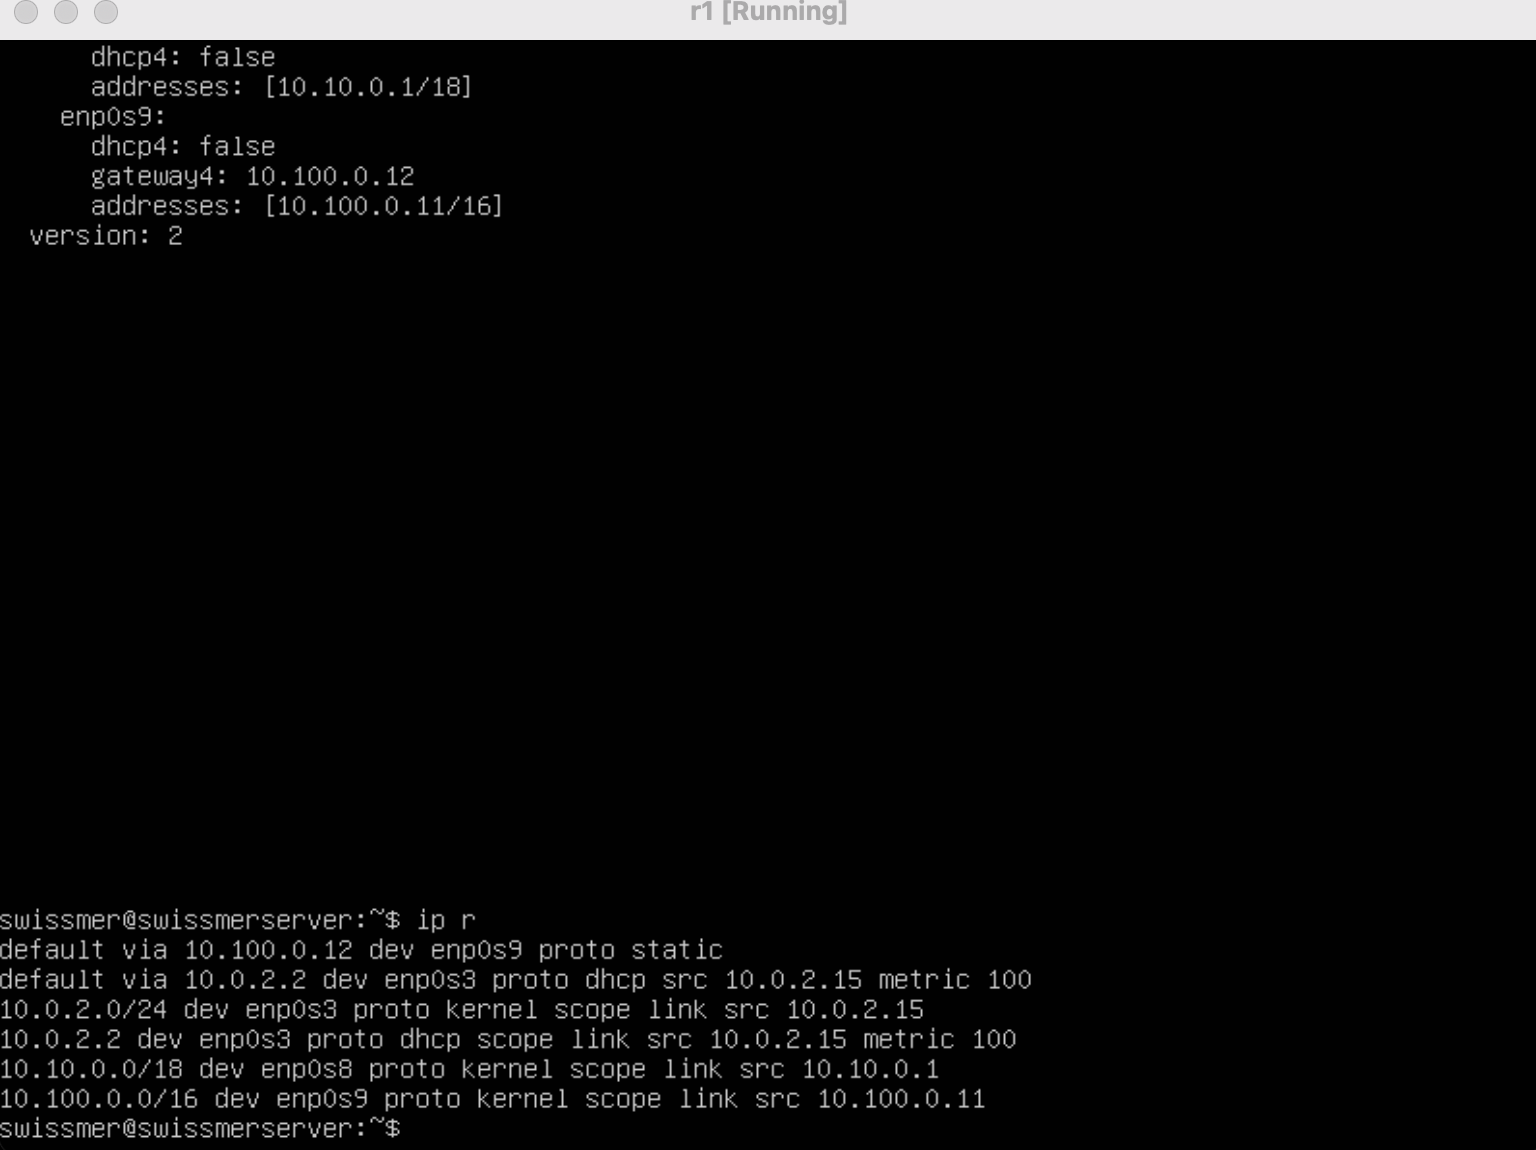 r1 [Running]
dhcp4: false
addresses: [10.10.0.1/18]
enp0s9:
dhcp4: false
gateway4: 10.100.0.12
addresses: [10.100.0.11/16]
version: 2
swissmer@swissmerserver:~$ ip r
default via 10.100.0.12 dev enp0s9 proto static
default via 10.0.2.2 dev enp0s3 proto dhcp src 10.0.2.15 metric 100
10.0.2.0/24 dev enp0s3 proto kernel scope link src 10.0.2.15
10.0.2.2 dev enp0s3 proto dhcp scope link src 10.0.2.15 metric 100
10.10.0.0/18 dev enp0s8 proto kernel scope link src 10.10.0.1
10.100.0.0/16 dev enp0s9 proto kernel scope link src 10.100.0.11
swissmer@swissmerserver:~$